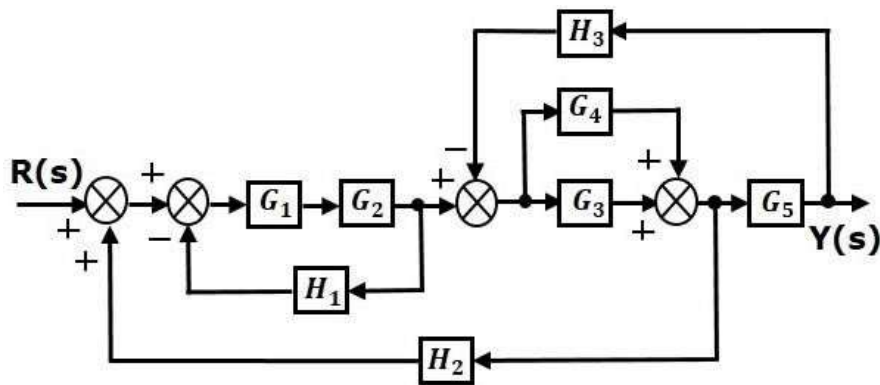 H₃
−
G₄
R(s)
+
+
+
+
−
G₁
G₂
+
G₃
+
G₅
Y(s)
−
H₁
H₂